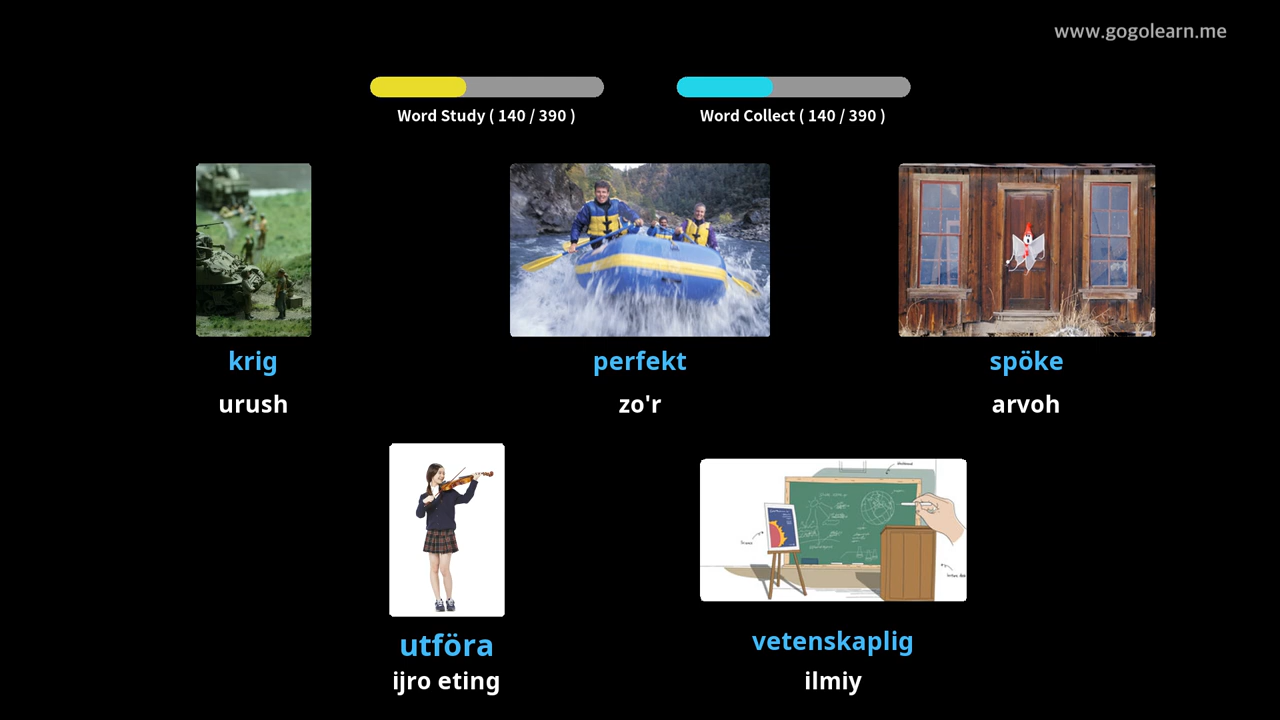 www.gogolearn.me
Word Study ( 140 / 390 )
Word Collect ( 140 / 390 )
krig
perfekt
spöke
urush
zo'r
arvoh
utföra
vetenskaplig
ijro eting
ilmiy